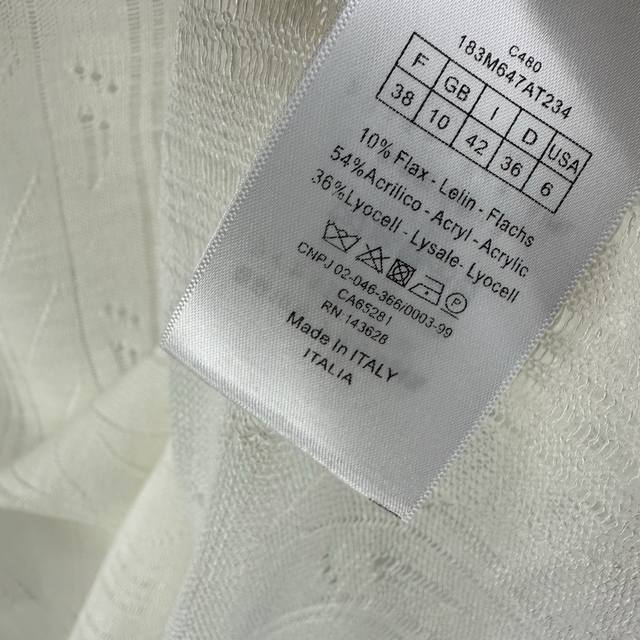 C480
183M647AT234
F GB I D USA
38 10 42 36 6
10% Flax - Lelin - Flachs
54%Acrilico - Acryl - Acrylic
36%Lyocell - Lysale - Lyocell
CNPJ 02-046-366/0003-99
CA65281
RN 143628
Made In ITALY
ITALIA